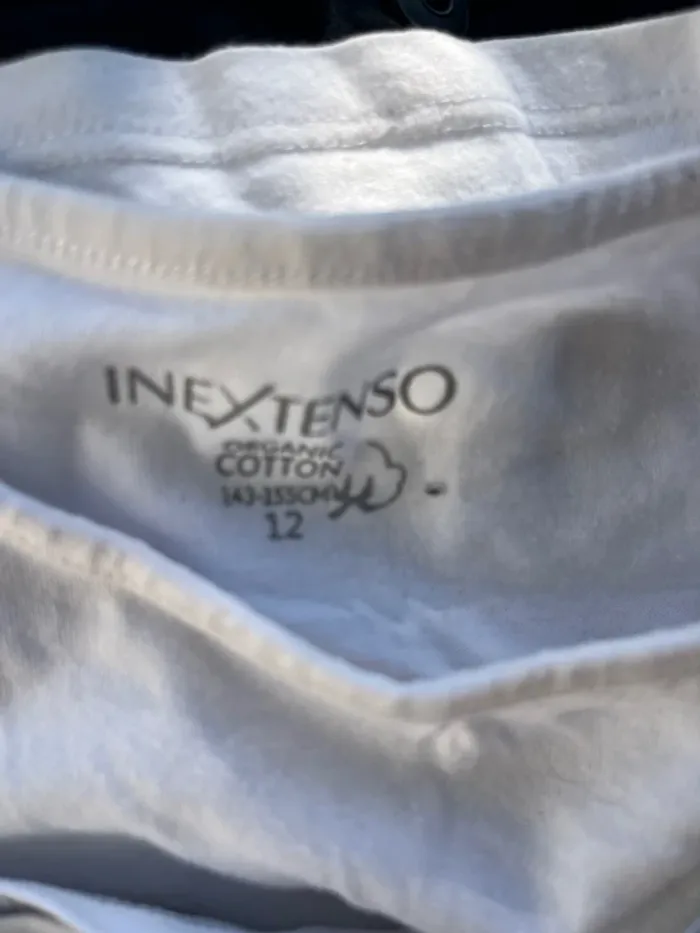 INEXTENSO
ORGANIC
COTTON
143-155CM
12